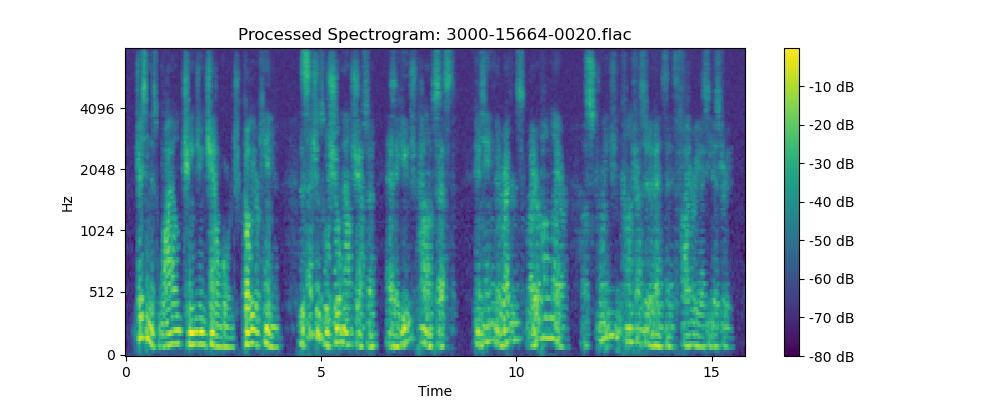 Processed Spectrogram: 3000-15664-0020.flac
4096
2048
1024
512
0
Hz
0
5
10
15
Time
-10 dB
-20 dB
-30 dB
-40 dB
-50 dB
-60 dB
-70 dB
-80 dB